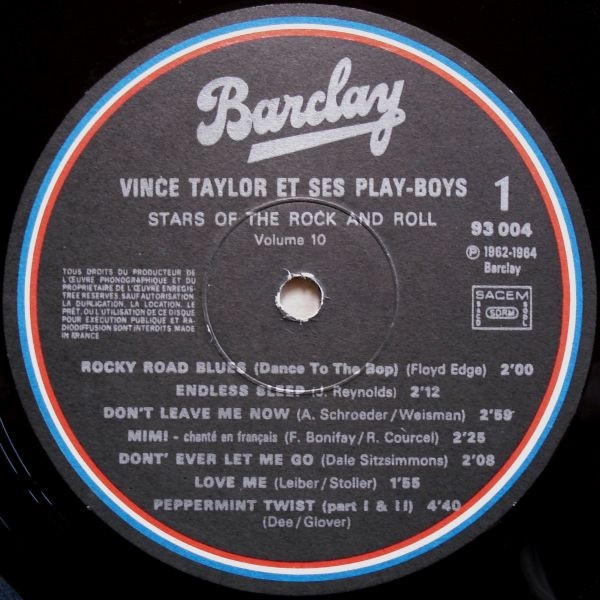 Barclay
VINCE TAYLOR ET SES PLAY-BOYS
1
STARS OF THE ROCK AND ROLL
93 004
Volume 10
Ⓟ 1962-1964
Barclay
TOUS DROITS DU PRODUCTEUR DE
L'ŒUVRE PHONOGRAPHIQUE ET DU
PROPRIETAIRE DE L'ŒUVRE ENREGIS-
TREE RESERVES. SAUF AUTORISATION
LA DUPLICATION, LA LOCATION, LE
PRÊT, OU L'UTILISATION DE CE DISQUE
POUR EXECUTION PUBLIQUE ET RA-
DIODIFFUSION SONT INTERDITS. MADE
IN FRANCE
SACEM
SACD
SDRM
SGDL
ROCKY ROAD BLUES (Dance To The Bop) (Floyd Edge) 2'00
ENDLESS SLEEP (J. Reynolds) 2'12
DON'T LEAVE ME NOW (A. Schroeder/Weisman) 2'59
MIMI - chanté en français (F. Bonifay/R. Courcel) 2'25
DONT' EVER LET ME GO (Dale Sitzsimmons) 2'08
LOVE ME (Leiber/Stoller) 1'55
PEPPERMINT TWIST (part I & II) 4'40
(Dee/Glover)